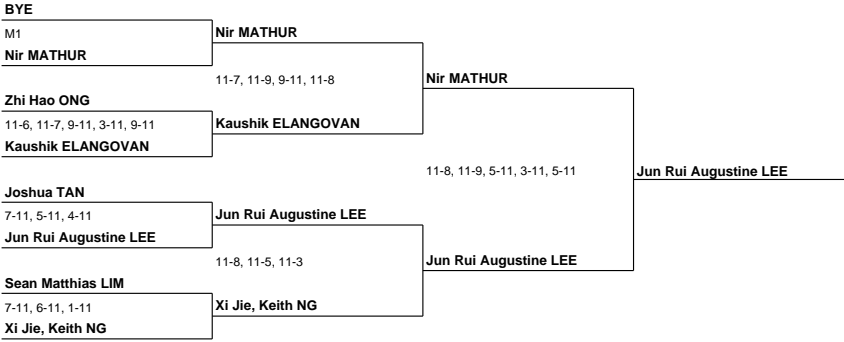 BYE
M1
Nir MATHUR
Nir MATHUR
11-7, 11-9, 9-11, 11-8
Nir MATHUR
Zhi Hao ONG
11-6, 11-7, 9-11, 3-11, 9-11
Kaushik ELANGOVAN
Kaushik ELANGOVAN
11-8, 11-9, 5-11, 3-11, 5-11
Jun Rui Augustine LEE
Joshua TAN
7-11, 5-11, 4-11
Jun Rui Augustine LEE
Jun Rui Augustine LEE
11-8, 11-5, 11-3
Jun Rui Augustine LEE
Sean Matthias LIM
7-11, 6-11, 1-11
Xi Jie, Keith NG
Xi Jie, Keith NG